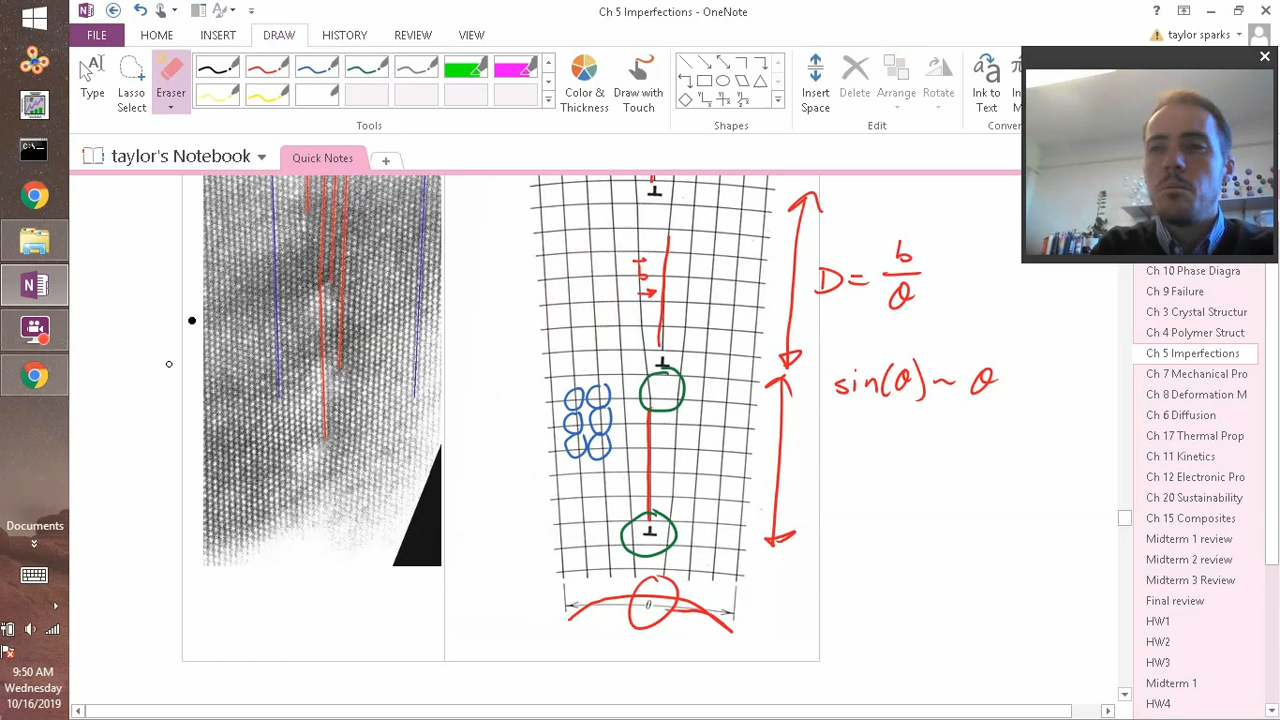 Ch 5 Imperfections - OneNote
FILE HOME INSERT DRAW HISTORY REVIEW VIEW
taylor sparks
Type
Lasso Select
Eraser
Color & Thickness
Draw with Touch
Insert Space
Delete
Arrange
Rotate
Ink to Text
Tools
Shapes
Edit
Conver
taylor's Notebook
Quick Notes
Ch 10 Phase Diagra
Ch 9 Failure
Ch 3 Crystal Structur
Ch 4 Polymer Struct
Ch 5 Imperfections
Ch 7 Mechanical Pro
Ch 8 Deformation M
Ch 6 Diffusion
Ch 17 Thermal Prop
Ch 11 Kinetics
Ch 12 Electronic Pro
Ch 20 Sustainability
Ch 15 Composites
Midterm 1 review
Midterm 2 review
Midterm 3 Review
Final review
HW1
HW2
HW3
Midterm 1
HW4
b
D = b/θ
sin(θ) ~ θ
θ
Documents
9:50 AM
Wednesday
10/16/2019